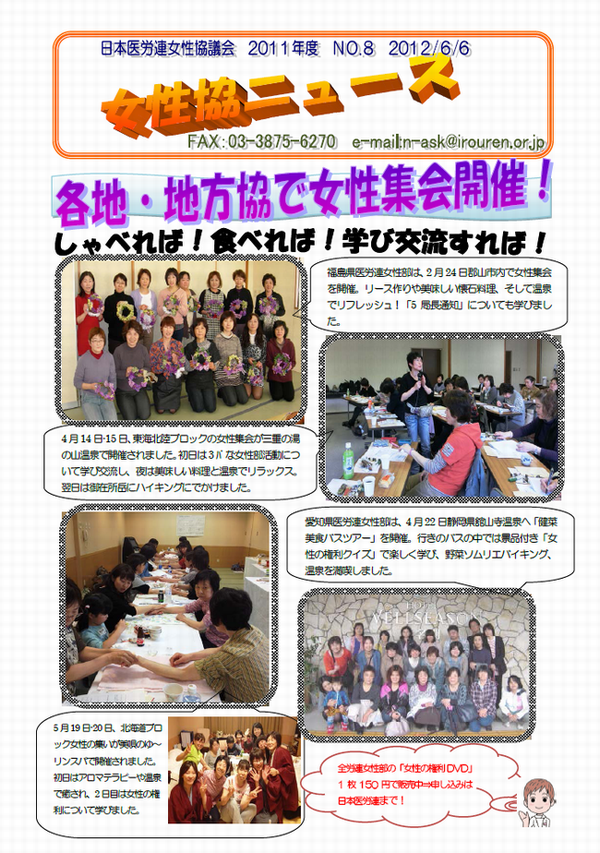 日本医労連女性協議会　2011年度　NO.8　2012/6/6
女性協ニュース
FAX：03-3875-6270　e-mail:n-ask@irouren.or.jp
各地・地方協で女性集会開催！
しゃべれば！食べれば！学び交流すれば！
福島県医労連女性部は、2月24日郡山市内で女性集会
を開催。リース作りや美味しい懐石料理、そして温泉
でリフレッシュ！「5 局長通知」についても学びまし
た。
4月14日-15日、東海北陸ブロックの女性集会が三重の湯
の山温泉で開催されました。初日は3バな女性部活動につ
いて学び交流し、夜は美味しい料理と温泉でリラックス。
翌日は御在所岳にハイキングにでかけました。
愛知県医労連女性部は、4月22日静岡県舘山寺温泉へ「健菜
美食バスツアー」を開催。行きのバスの中では景品付き「女
性の権利クイズ」で楽しく学び、野菜ソムリエバイキング、
温泉を満喫しました。
WELLSEASON
5月19日-20日、北海道ブロ
ック女性の集いが美唄のゆ～
リンスパで開催されました。
初日はアロマテラピーや温泉
で癒され、2日目は女性の権
利について学びました。
全労連女性部の「女性の権利DVD」
1枚150円で販売中⇒申し込みは
日本医労連まで！